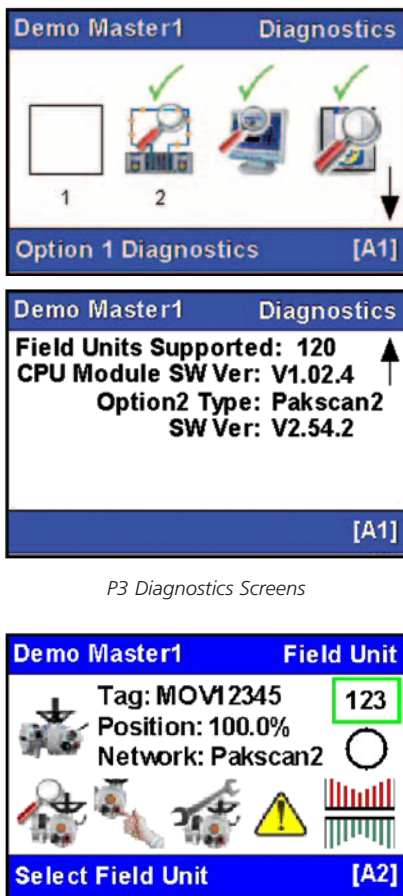 Demo Master1 Diagnostics
1 2
Option 1 Diagnostics [A1]
Demo Master1 Diagnostics
Field Units Supported: 120
CPU Module SW Ver: V1.02.4
Option2 Type: Pakscan2
SW Ver: V2.54.2
[A1]
P3 Diagnostics Screens
Demo Master1 Field Unit
Tag: MOV12345 123
Position: 100.0%
Network: Pakscan2
Select Field Unit [A2]